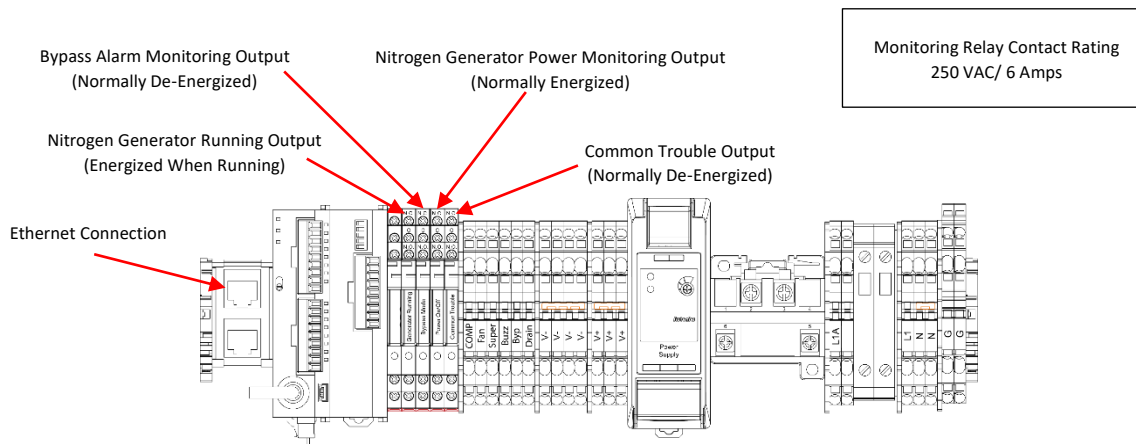 Bypass Alarm Monitoring Output
(Normally De-Energized)
Nitrogen Generator Power Monitoring Output
(Normally Energized)
Monitoring Relay Contact Rating
250 VAC/ 6 Amps
Nitrogen Generator Running Output
(Energized When Running)
Common Trouble Output
(Normally De-Energized)
Ethernet Connection
Generator Running
Bypass Mode
Power On/Off
Common Trouble
COMP
Fan
Super
Buzz
Byp
Drain
V-
V-
V-
V-
V+
V+
V+
Power
Supply
L1A
L1
N
N
G
G